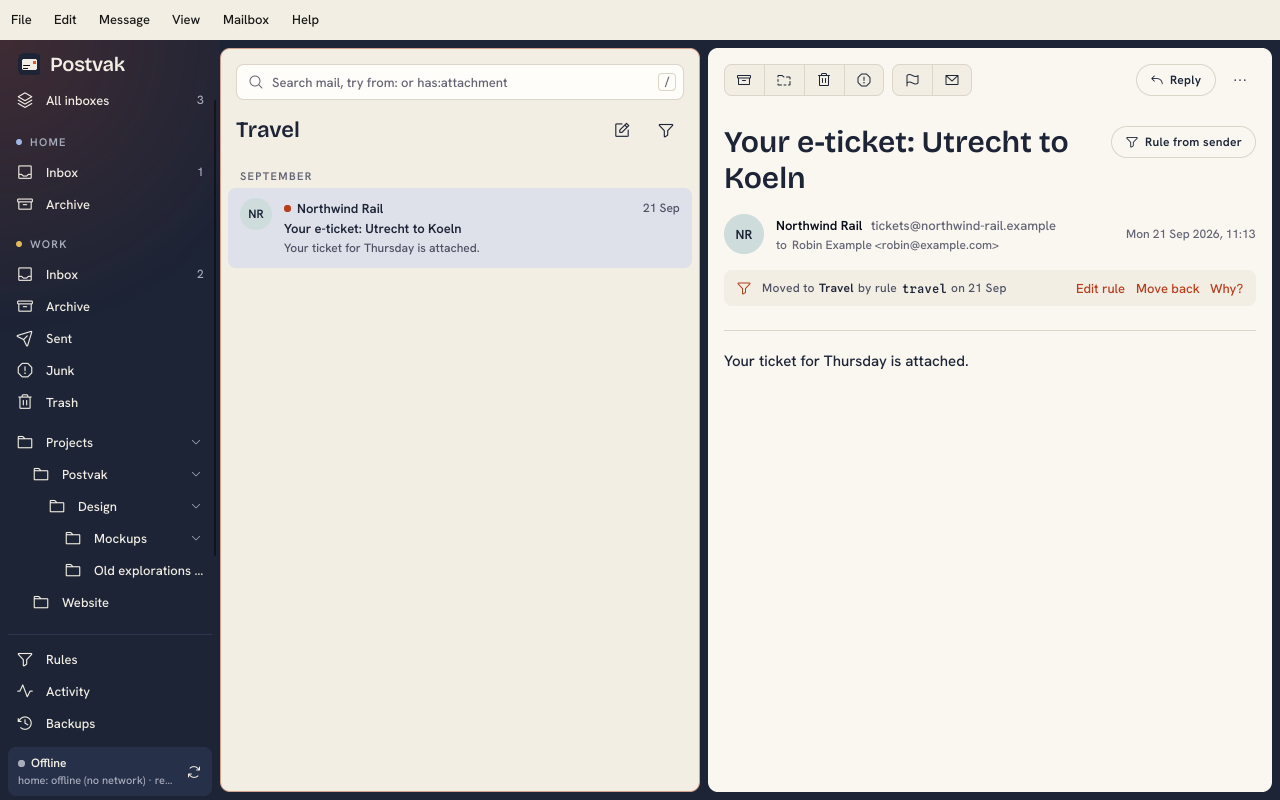 File Edit Message View Mailbox Help
Postvak
All inboxes 3
HOME
Inbox 1
Archive
WORK
Inbox 2
Archive
Sent
Junk
Trash
Projects
Postvak
Design
Mockups
Old explorations ...
Website
Rules
Activity
Backups
Offline
home: offline (no network) · re...
Search mail, try from: or has:attachment /
Travel
SEPTEMBER
NR
Northwind Rail 21 Sep
Your e-ticket: Utrecht to Koeln
Your ticket for Thursday is attached.
Reply
Your e-ticket: Utrecht to
Koeln
Rule from sender
NR
Northwind Rail tickets@northwind-rail.example
to Robin Example <robin@example.com>
Mon 21 Sep 2026, 11:13
Moved to Travel by rule travel on 21 Sep
Edit rule Move back Why?
Your ticket for Thursday is attached.